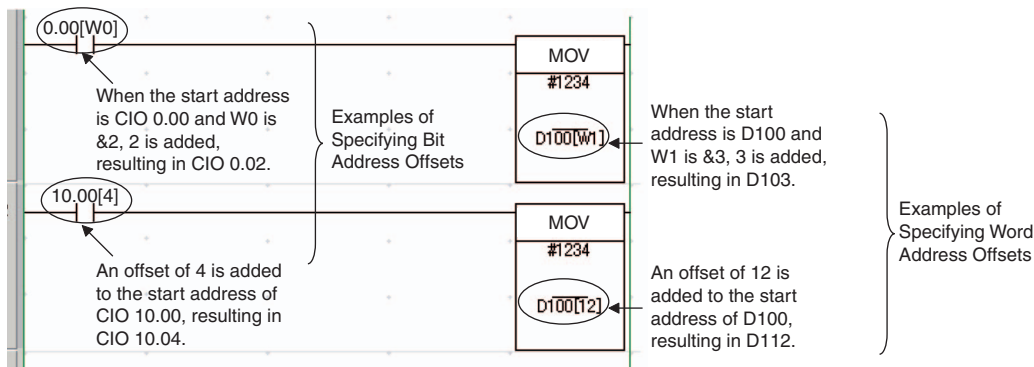 0.00[W0]
MOV
#1234
D100[W1]
When the start address
is CIO 0.00 and W0 is
&2, 2 is added,
resulting in CIO 0.02.
Examples of
Specifying Bit
Address Offsets
When the start
address is D100 and
W1 is &3, 3 is added,
resulting in D103.
10.00[4]
MOV
#1234
D100[12]
An offset of 4 is added
to the start address of
CIO 10.00, resulting in
CIO 10.04.
An offset of 12 is
added to the start
address of D100,
resulting in D112.
Examples of
Specifying Word
Address Offsets